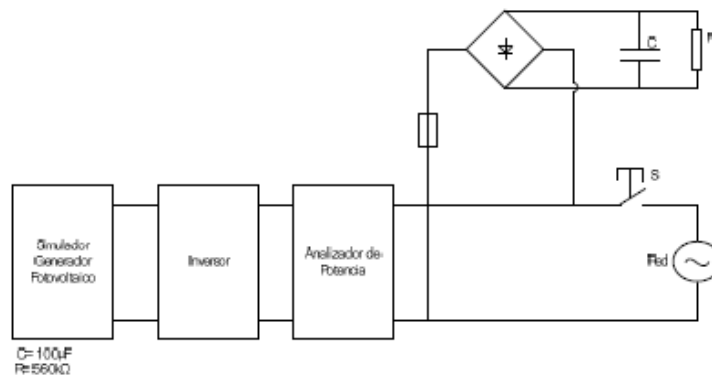 C
R
S
Simulador
Generador
Fotovoltaico
Inversor
Analizador de
Potencia
Red
C= 100µF
R=560kΩ